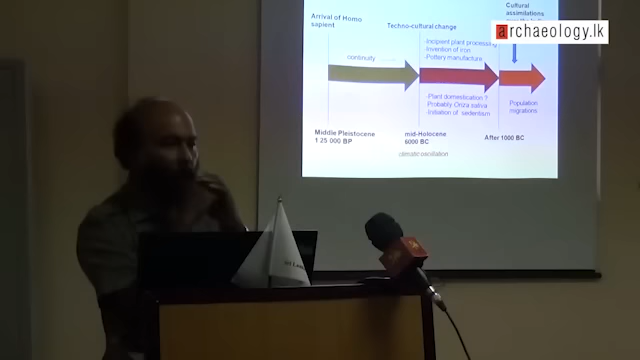 Cultural
assimilations
archaeology.lk
Arrival of Homo
sapient
Techno-cultural change
-Incipient plant processing
-Invention of iron
-Pottery manufacture
continuity
-Plant domestication ?
-Probably Oriza sativa
-Initiation of sedentism
Population
migrations
Middle Pleistocene
1 25 000 BP
mid-Holocene
6000 BC
After 1000 BC
climatic oscillation